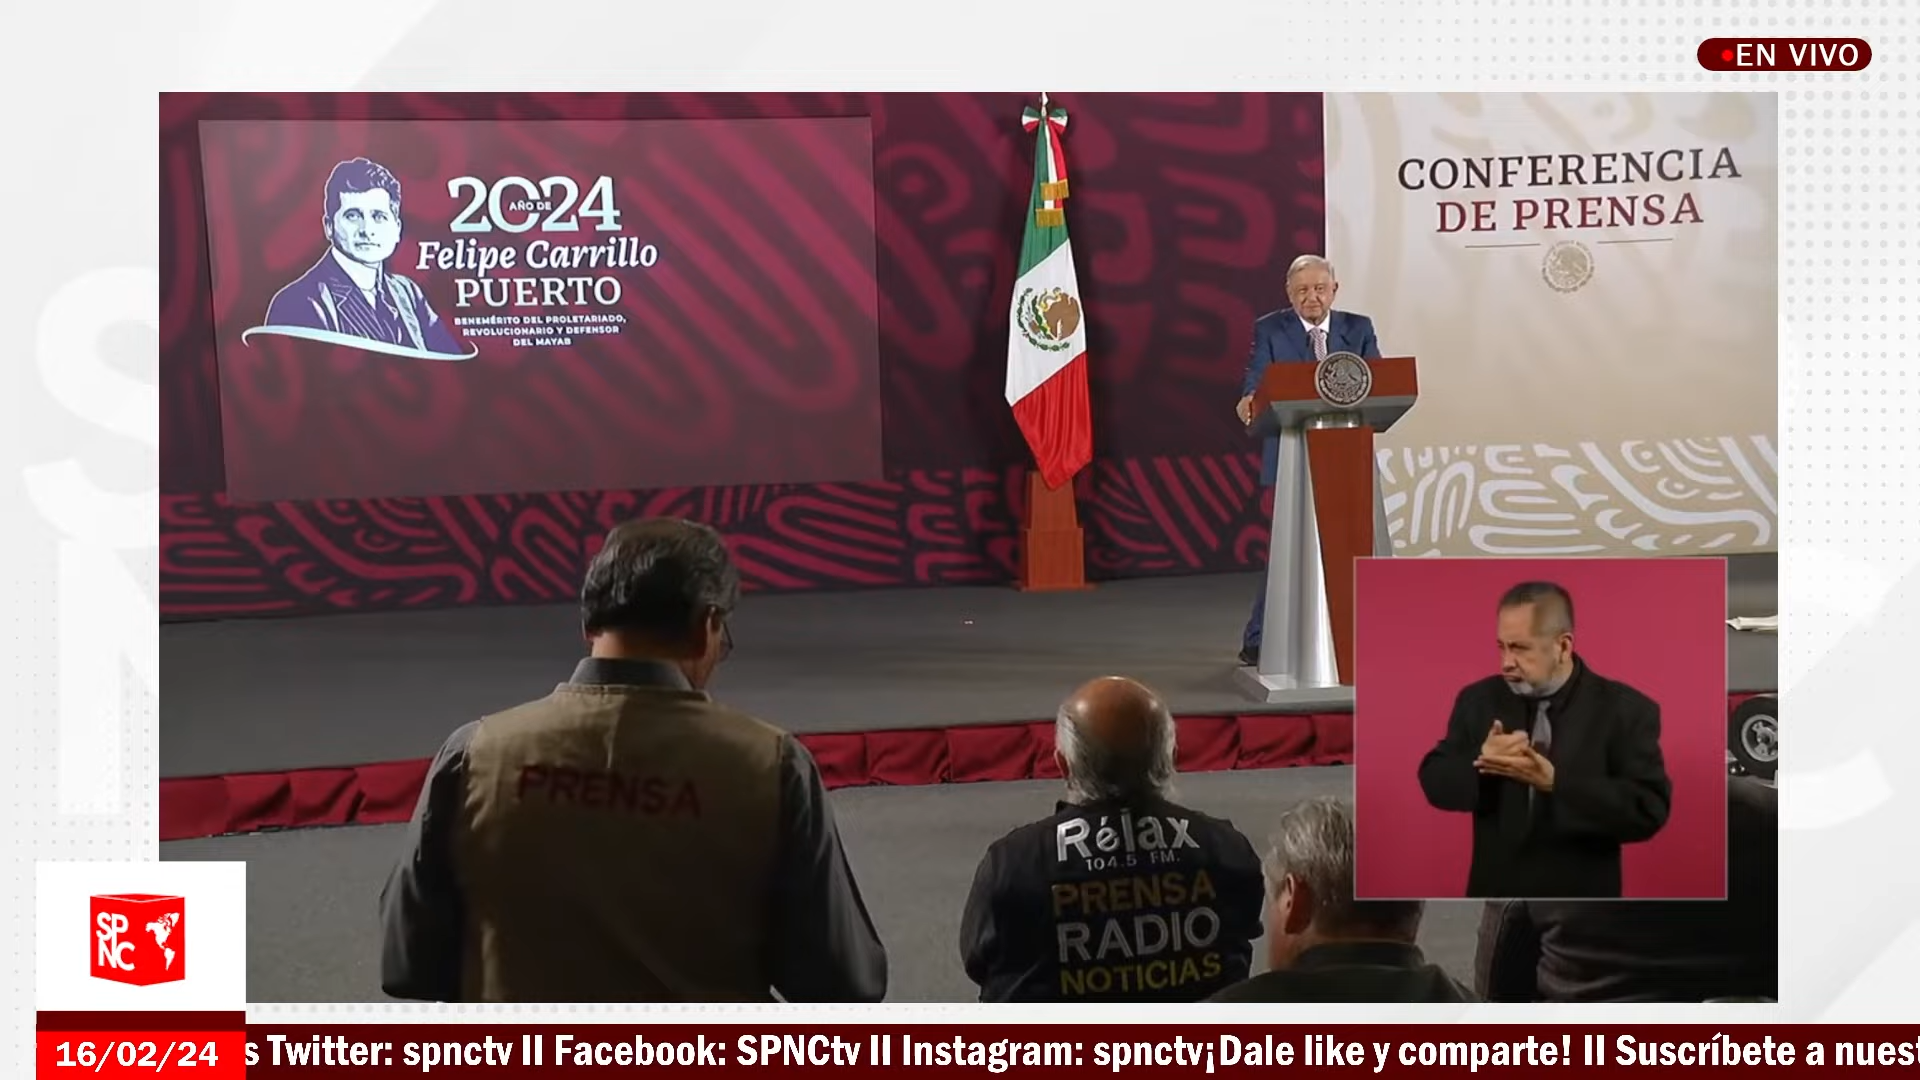 •EN VIVO
CONFERENCIA
DE PRENSA
2024
AÑO DE
Felipe Carrillo
PUERTO
BENEMÉRITO DEL PROLETARIADO,
REVOLUCIONARIO Y DEFENSOR
DEL MAYAB
PRENSA
Rélax
104.5 FM.
PRENSA
RADIO
NOTICIAS
SP
NC
16/02/24
s Twitter: spnctv II Facebook: SPNCtv II Instagram: spnctv¡Dale like y comparte! II Suscríbete a nuest